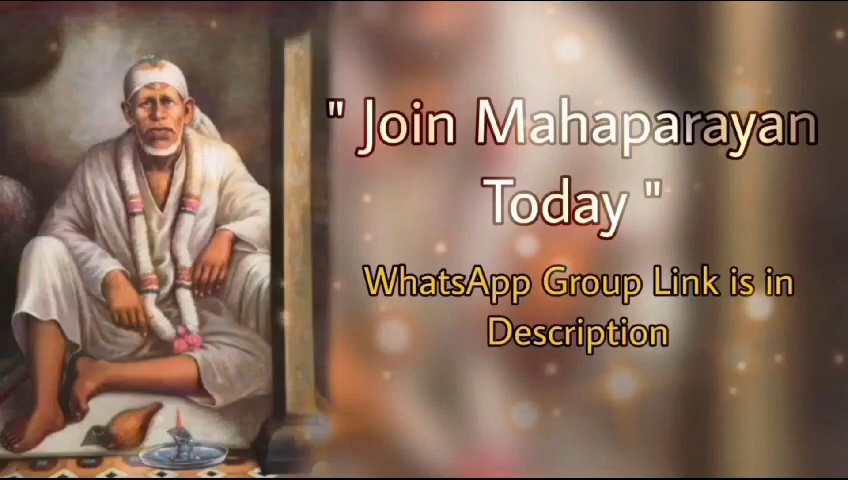 " Join Mahaparayan
Today "
WhatsApp Group Link is in
Description